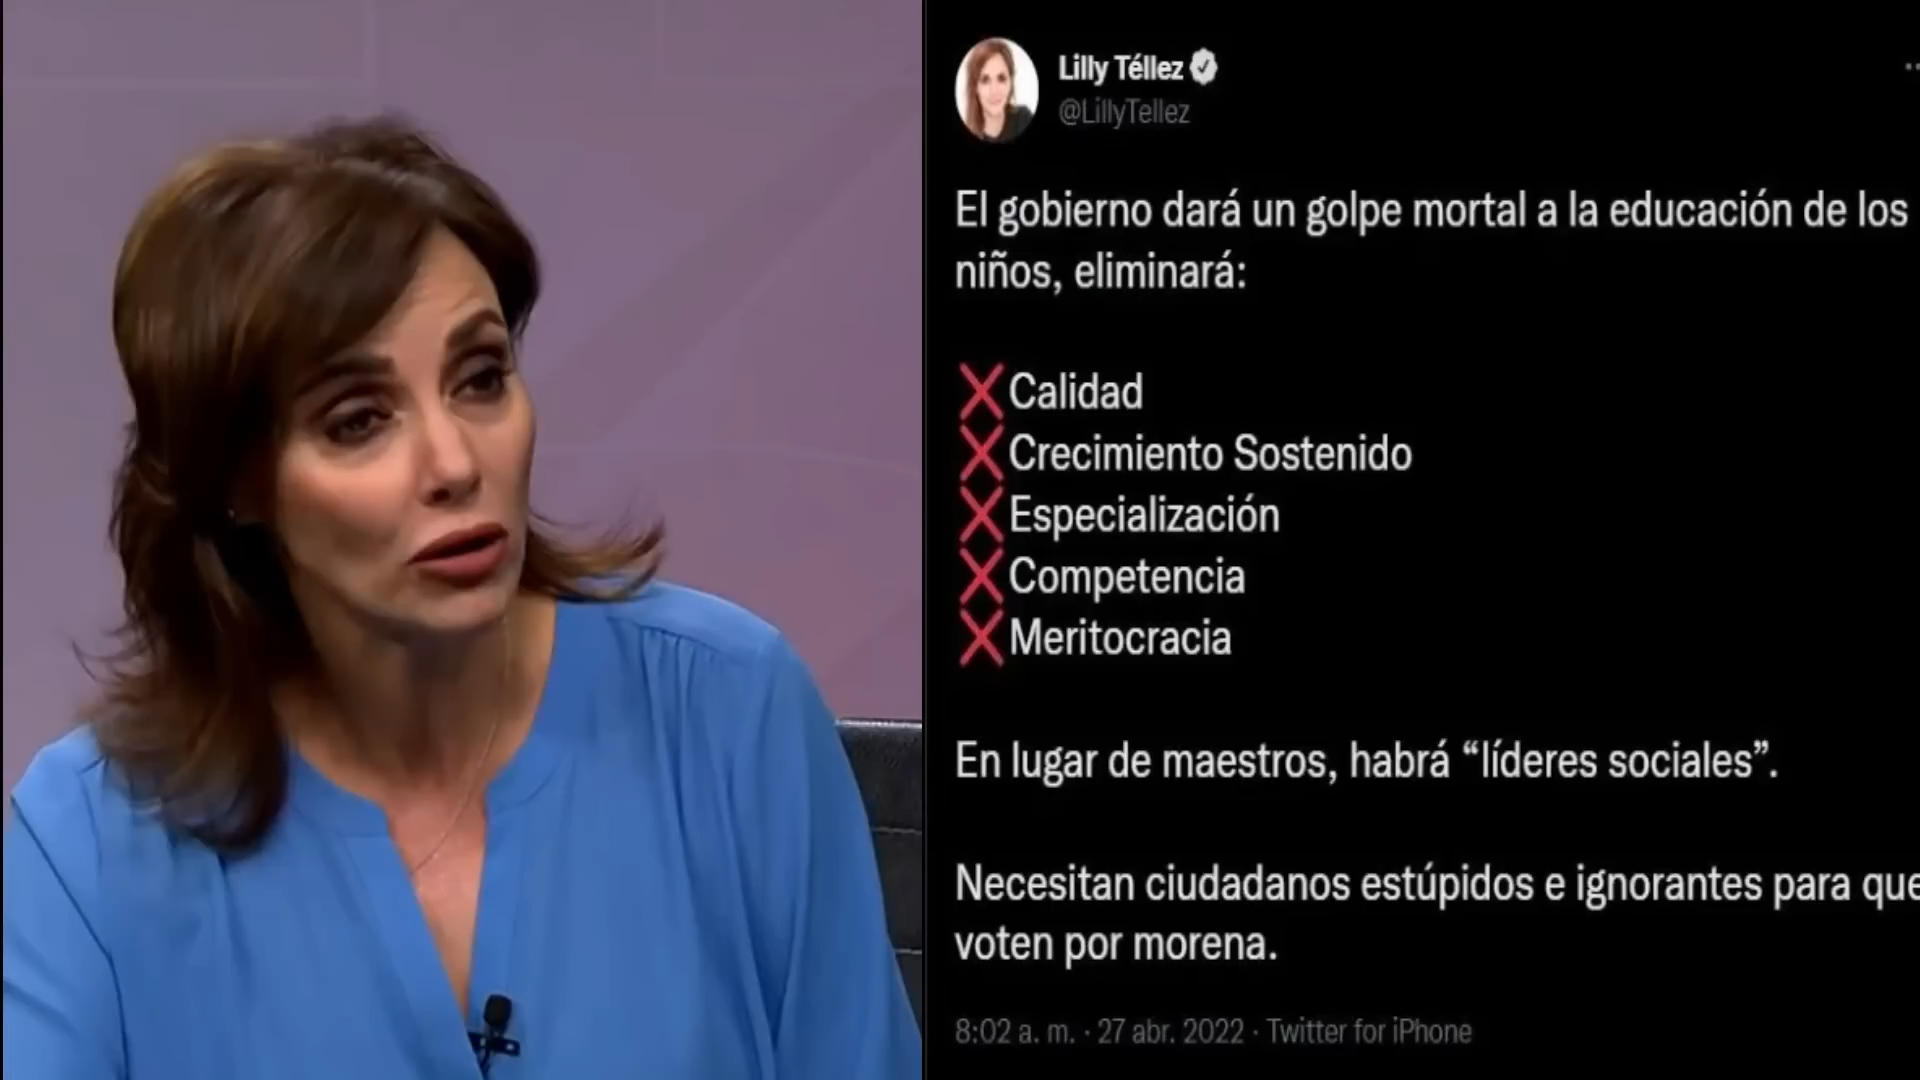 Lilly Téllez
@LillyTellez
El gobierno dará un golpe mortal a la educación de los
niños, eliminará:
❌Calidad
❌Crecimiento Sostenido
❌Especialización
❌Competencia
❌Meritocracia
En lugar de maestros, habrá “líderes sociales”.
Necesitan ciudadanos estúpidos e ignorantes para que
voten por morena.
8:02 a. m. · 27 abr. 2022 · Twitter for iPhone